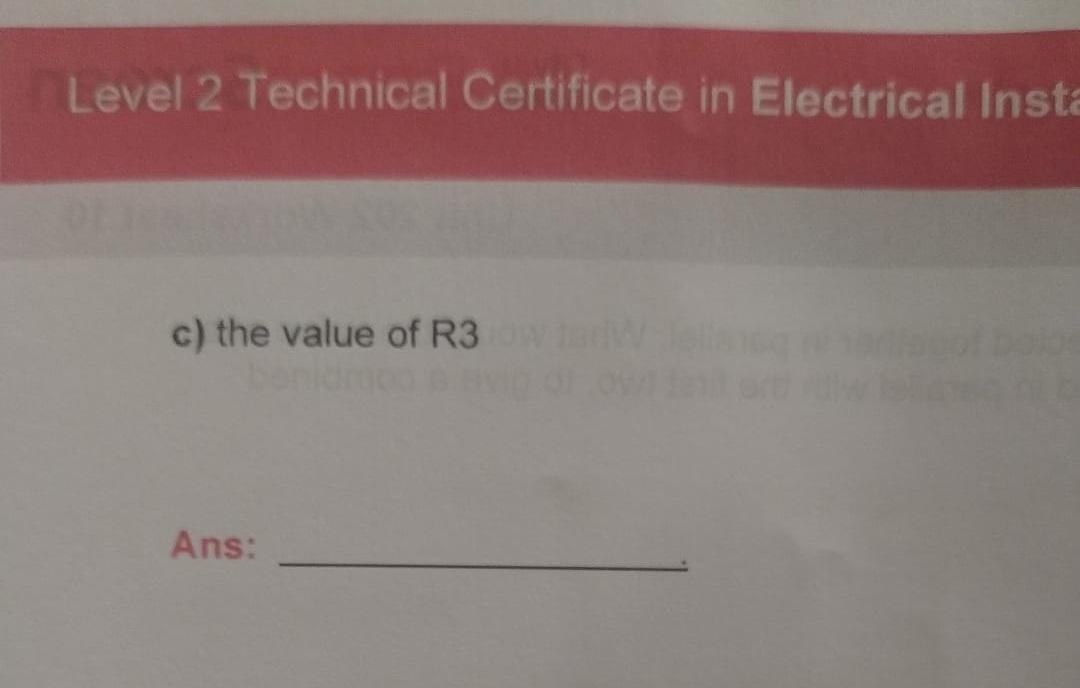 Level 2 Technical Certificate in Electrical Insta
c) the value of R3
Ans: